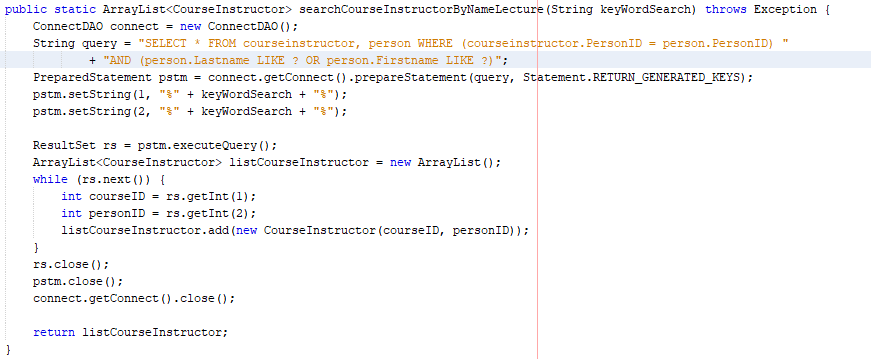 public static ArrayList<CourseInstructor> searchCourseInstructorByNameLecture(String keyWordSearch) throws Exception {
ConnectDAO connect = new ConnectDAO();
String query = "SELECT * FROM courseinstructor, person WHERE (courseinstructor.PersonID = person.PersonID) "
+ "AND (person.Lastname LIKE ? OR person.Firstname LIKE ?)";
PreparedStatement pstm = connect.getConnect().prepareStatement(query, Statement.RETURN_GENERATED_KEYS);
pstm.setString(1, "%" + keyWordSearch + "%");
pstm.setString(2, "%" + keyWordSearch + "%");
ResultSet rs = pstm.executeQuery();
ArrayList<CourseInstructor> listCourseInstructor = new ArrayList();
while (rs.next()) {
int courseID = rs.getInt(1);
int personID = rs.getInt(2);
listCourseInstructor.add(new CourseInstructor(courseID, personID));
}
rs.close();
pstm.close();
connect.getConnect().close();
return listCourseInstructor;
}